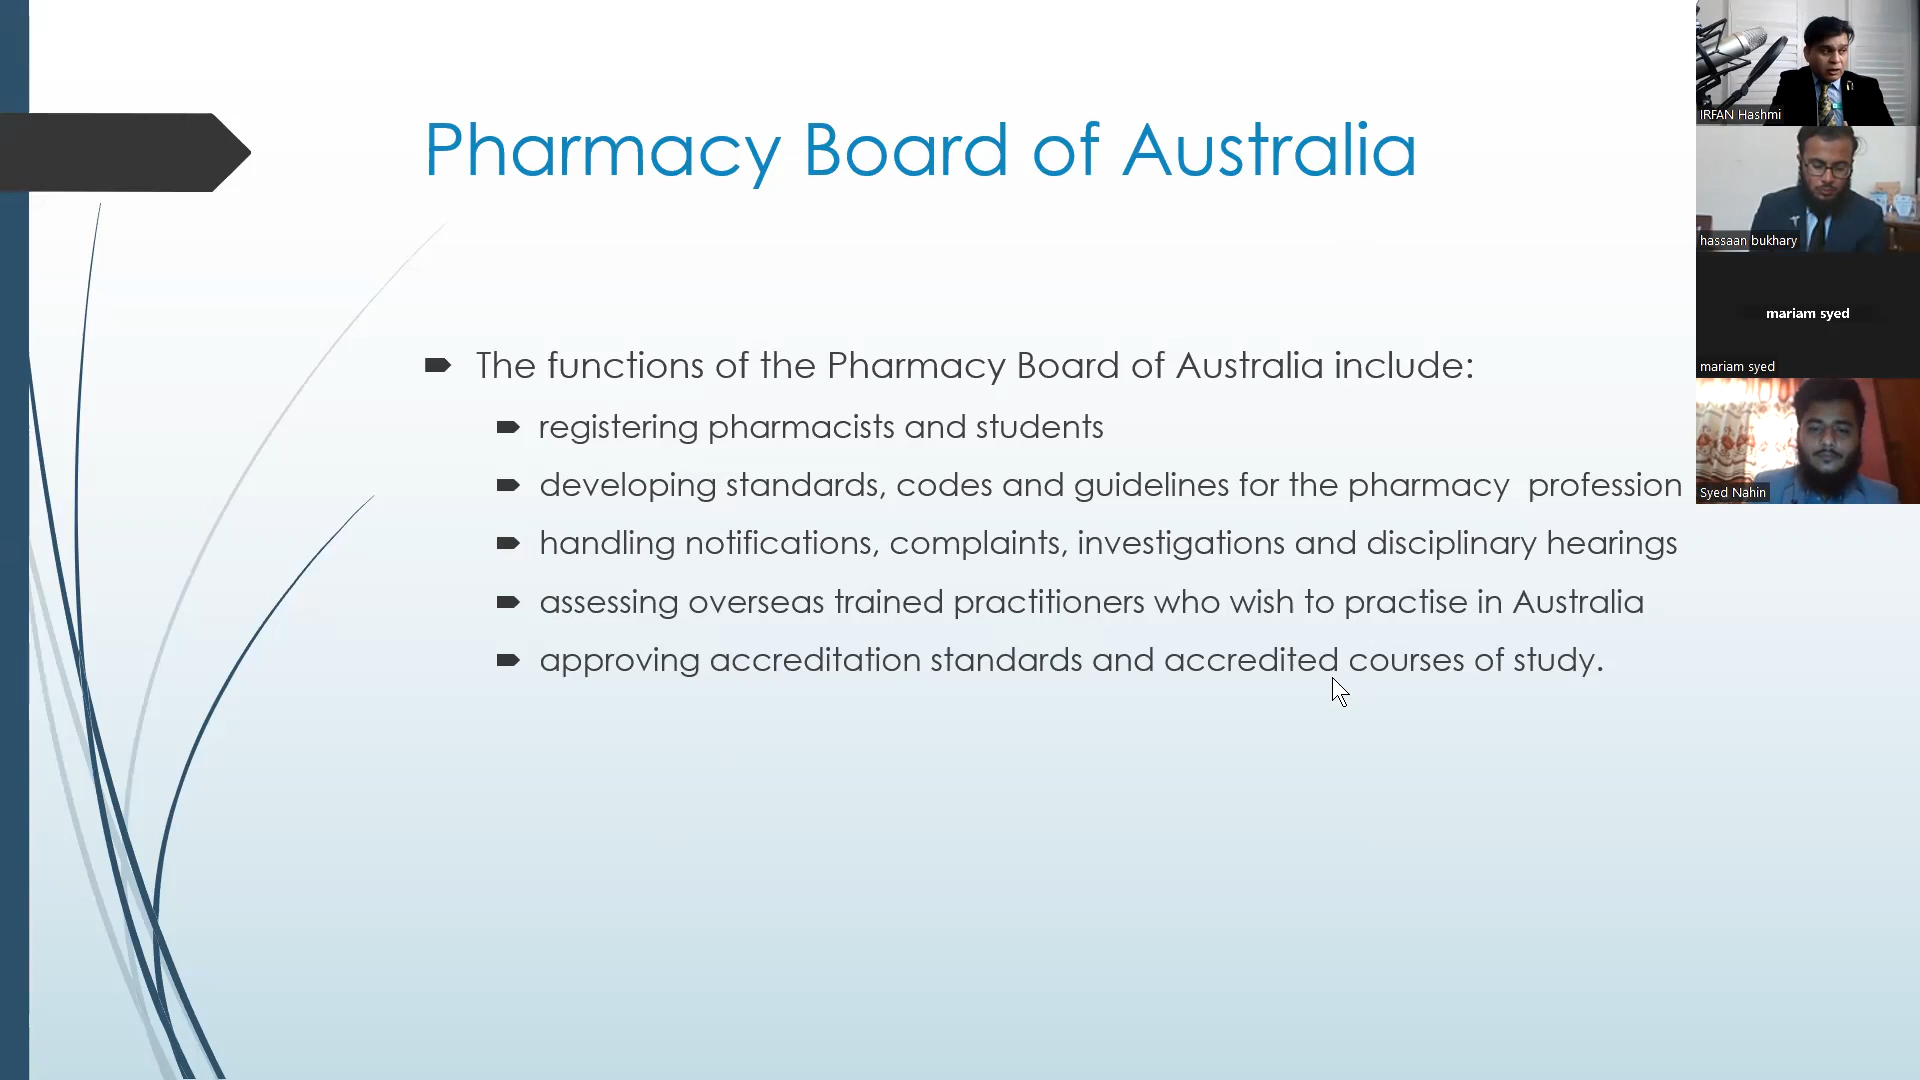 Pharmacy Board of Australia
The functions of the Pharmacy Board of Australia include:
registering pharmacists and students
developing standards, codes and guidelines for the pharmacy profession
handling notifications, complaints, investigations and disciplinary hearings
assessing overseas trained practitioners who wish to practise in Australia
approving accreditation standards and accredited courses of study.
IRFAN Hashmi
hassaan bukhary
mariam syed
mariam syed
Syed Nahin